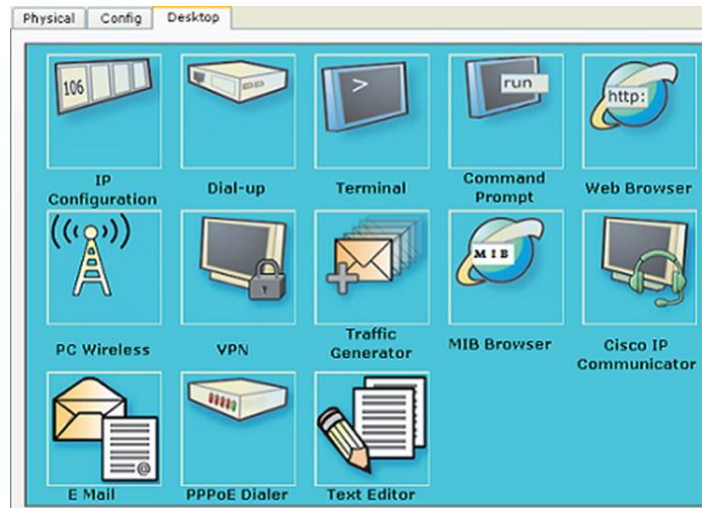 Physical Config Desktop
106
>
run
http:
IP
Configuration
Dial-up
Terminal
Command
Prompt
Web Browser
MIB
PC Wireless
VPN
Traffic
Generator
MIB Browser
Cisco IP
Communicator
@
E Mail
PPPoE Dialer
Text Editor